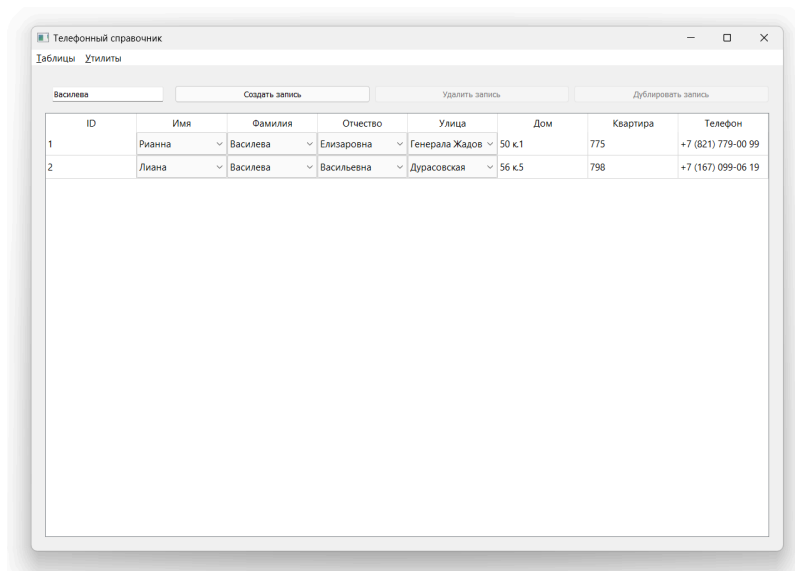 Телефонный справочник
Таблицы Утилиты
Василева Создать запись Удалить запись Дублировать запись
ID Имя Фамилия Отчество Улица Дом Квартира Телефон
1 Рианна Василева Елизаровна Генерала Жадов 50 к.1 775 +7 (821) 779-00 99
2 Лиана Василева Васильевна Дурасовская 56 к.5 798 +7 (167) 099-06 19